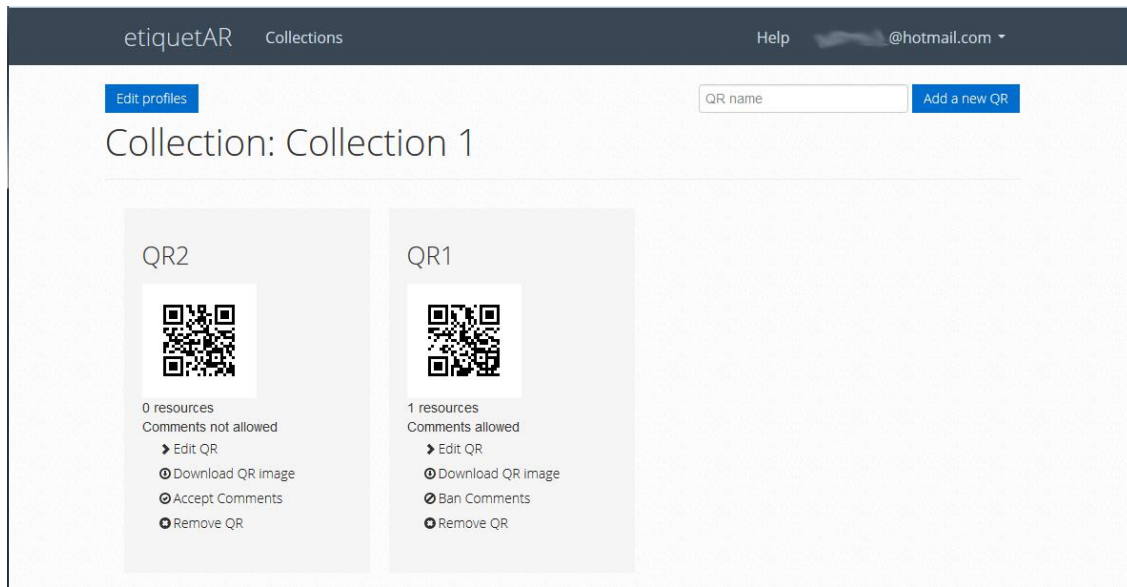 etiquetAR Collections Help @hotmail.com
Edit profiles QR name Add a new QR
Collection: Collection 1
QR2
0 resources
Comments not allowed
Edit QR
Download QR image
Accept Comments
Remove QR
QR1
1 resources
Comments allowed
Edit QR
Download QR image
Ban Comments
Remove QR